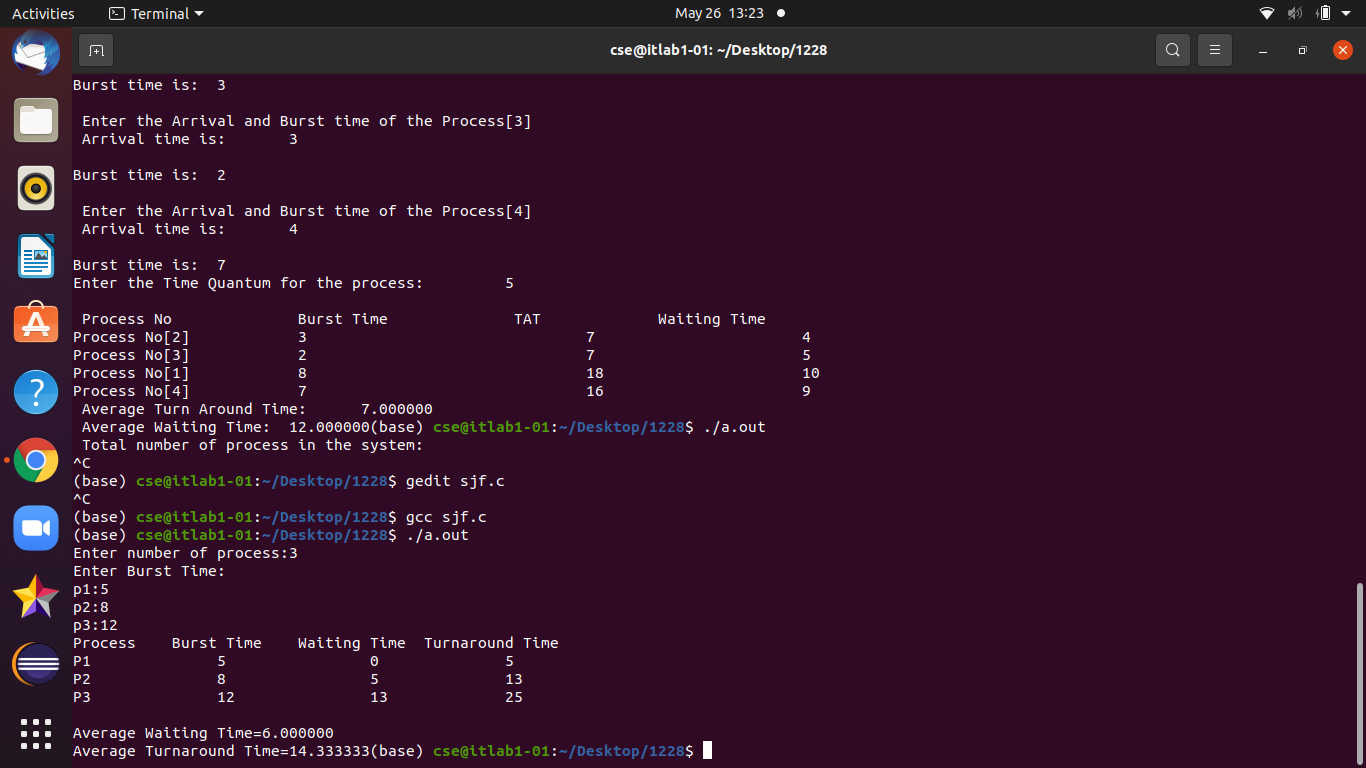 Activities Terminal May 26 13:23
cse@itlab1-01: ~/Desktop/1228
Burst time is: 3
Enter the Arrival and Burst time of the Process[3]
Arrival time is: 3
Burst time is: 2
Enter the Arrival and Burst time of the Process[4]
Arrival time is: 4
Burst time is: 7
Enter the Time Quantum for the process: 5
Process No Burst Time TAT Waiting Time
Process No[2] 3 7 4
Process No[3] 2 7 5
Process No[1] 8 18 10
Process No[4] 7 16 9
Average Turn Around Time: 7.000000
Average Waiting Time: 12.000000(base) cse@itlab1-01:~/Desktop/1228$ ./a.out
Total number of process in the system:
^C
(base) cse@itlab1-01:~/Desktop/1228$ gedit sjf.c
^C
(base) cse@itlab1-01:~/Desktop/1228$ gcc sjf.c
(base) cse@itlab1-01:~/Desktop/1228$ ./a.out
Enter number of process:3
Enter Burst Time:
p1:5
p2:8
p3:12
Process Burst Time Waiting Time Turnaround Time
P1 5 0 5
P2 8 5 13
P3 12 13 25
Average Waiting Time=6.000000
Average Turnaround Time=14.333333(base) cse@itlab1-01:~/Desktop/1228$